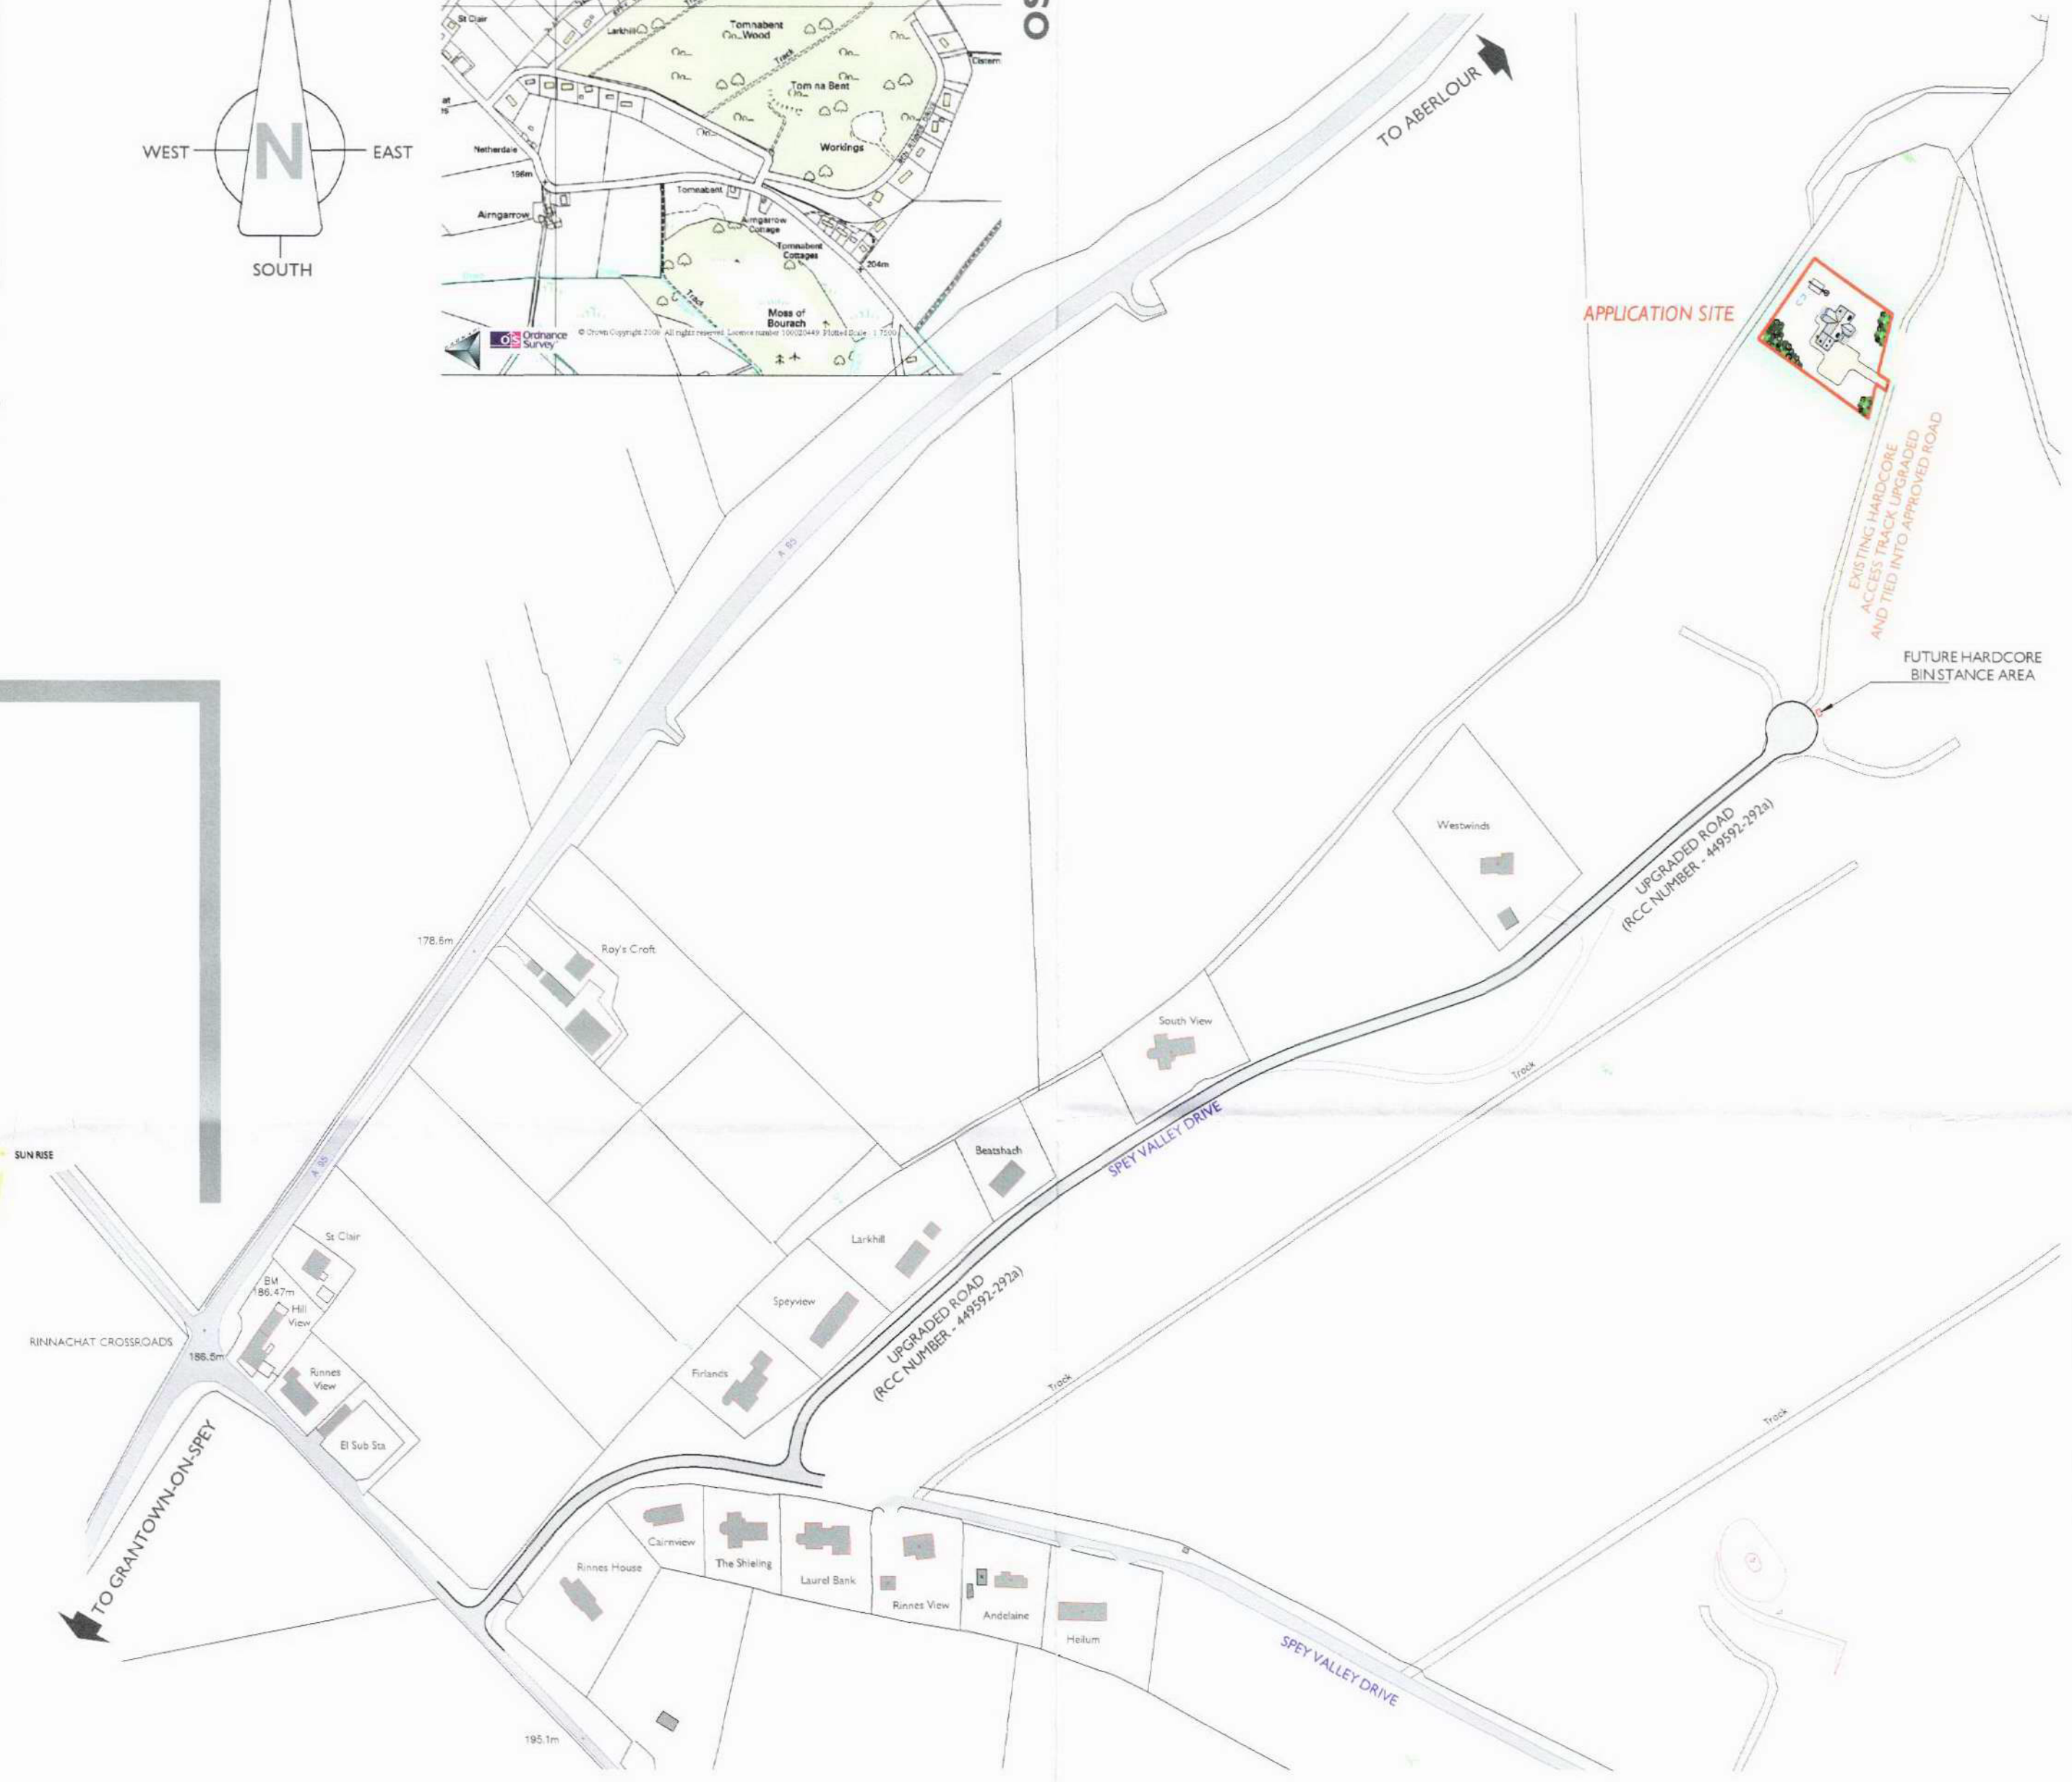 N
WEST
EAST
SOUTH
OS
St Clair
Larkhill
Tomnabent
Wood
Track
Cistern
Tom na Bent
Workings
Netherdale
198m
Airngarrow
Tomnabent
Airngarrow
Cottage
Tomnabent
Cottages
204m
Track
Moss of
Bourach
OS Ordnance
Survey
TO ABERLOUR
APPLICATION SITE
EXISTING HARDCORE
ACCESS TRACK UPGRADED
AND TIED INTO APPROVED ROAD
FUTURE HARDCORE
BIN STANCE AREA
A 95
Westwinds
UPGRADED ROAD
(RCC NUMBER - 449592-292a)
178.6m
Roy's Croft
South View
Track
SPEY VALLEY DRIVE
Beatshach
SUNRISE
A 95
St Clair
Larkhill
BM
186.47m
Hill
View
Speyview
UPGRADED ROAD
(RCC NUMBER - 449592-292a)
RINNACHAT CROSSROADS
186.5m
Rinnes
View
Firlands
Track
Track
El Sub Sta
TO GRANTOWN-ON-SPEY
Cairnview
The Shieling
Rinnes House
Laurel Bank
Rinnes View
Andelaine
Heilum
SPEY VALLEY DRIVE
195.1m